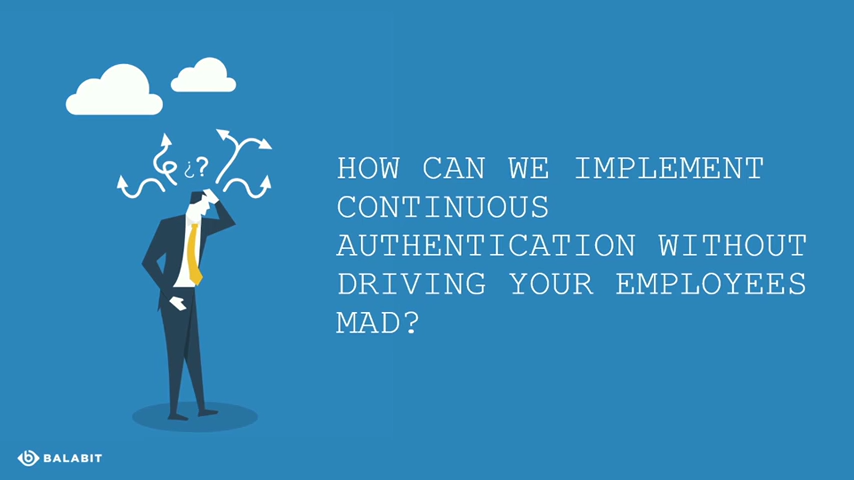 ¿?
HOW CAN WE IMPLEMENT
CONTINUOUS
AUTHENTICATION WITHOUT
DRIVING YOUR EMPLOYEES
MAD?
BALABIT